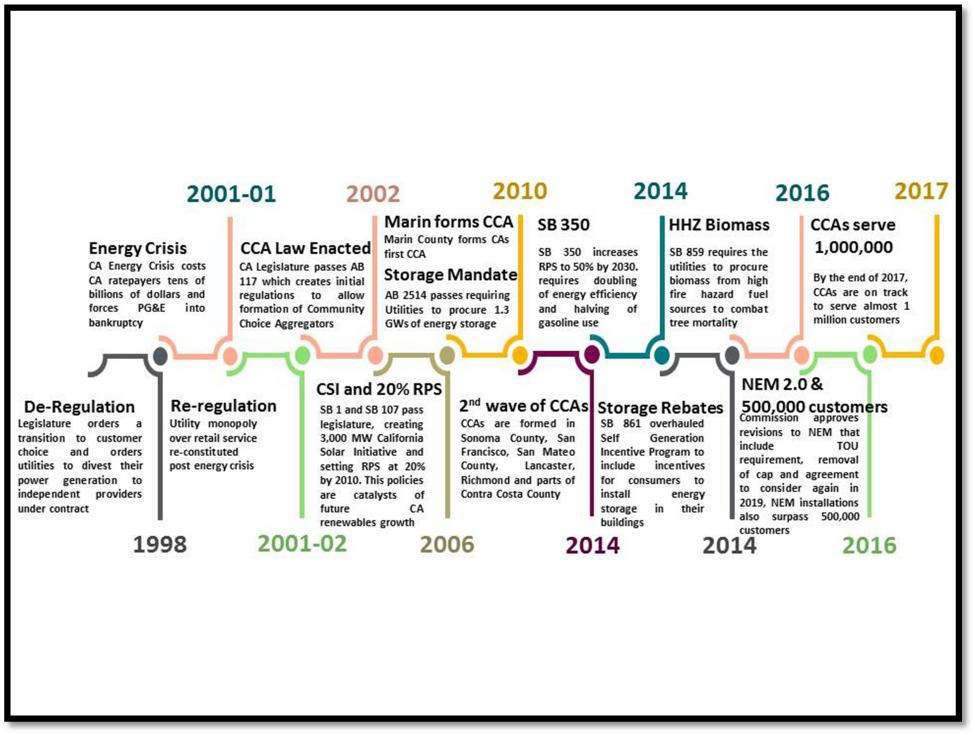 2001-01
2002
2010
2014
2016
2017
Energy Crisis
CA Energy Crisis costs
CA ratepayers tens of
billions of dollars and
forces PG&E into
bankruptcy
CCA Law Enacted
CA Legislature passes AB
117 which creates initial
regulations to allow
formation of Community
Choice Aggregators
Marin forms CCA
Marin County forms CAs
first CCA
Storage Mandate
AB 2514 passes requiring
Utilities to procure 1.3
GWs of energy storage
SB 350
SB 350 increases
RPS to 50% by 2030.
requires doubling
of energy efficiency
and halving of
gasoline use
HHZ Biomass
SB 859 requires the
utilities to procure
biomass from high
fire hazard fuel
sources to combat
tree mortality
CCAs serve
1,000,000
By the end of 2017,
CCAs are on track
to serve almost 1
million customers
De-Regulation
Legislature orders a
transition to customer
choice and orders
utilities to divest their
power generation to
independent providers
under contract
Re-regulation
Utility monopoly
over retail service
re-constituted
post energy crisis
CSI and 20% RPS
SB 1 and SB 107 pass
legislature, creating
3,000 MW California
Solar Initiative and
setting RPS at 20%
by 2010. This policies
are catalysts of
future CA
renewables growth
2nd wave of CCAs
CCAs are formed in
Sonoma County, San
Francisco, San Mateo
County, Lancaster,
Richmond and parts of
Contra Costa County
Storage Rebates
SB 861 overhauled
Self Generation
Incentive Program to
include incentives
for consumers to
install energy
storage in their
buildings
NEM 2.0 &
500,000 customers
Commission approves
revisions to NEM that
include TOU
requirement, removal
of cap and agreement
to consider again in
2019, NEM installations
also surpass 500,000
customers
1998
2001-02
2006
2014
2014
2016